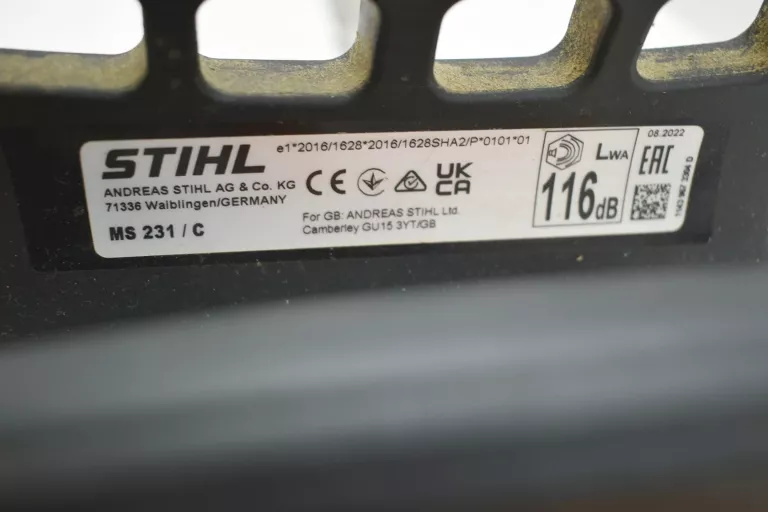 STIHL
e1*2016/1628*2016/1628SHA2/P*0101*01
ANDREAS STIHL AG & Co. KG
71336 Waiblingen/GERMANY
MS 231 / C
CE
UK
CA
For GB: ANDREAS STIHL Ltd.
Camberley GU15 3YT/GB
LWA
116dB
08.2022
EAC